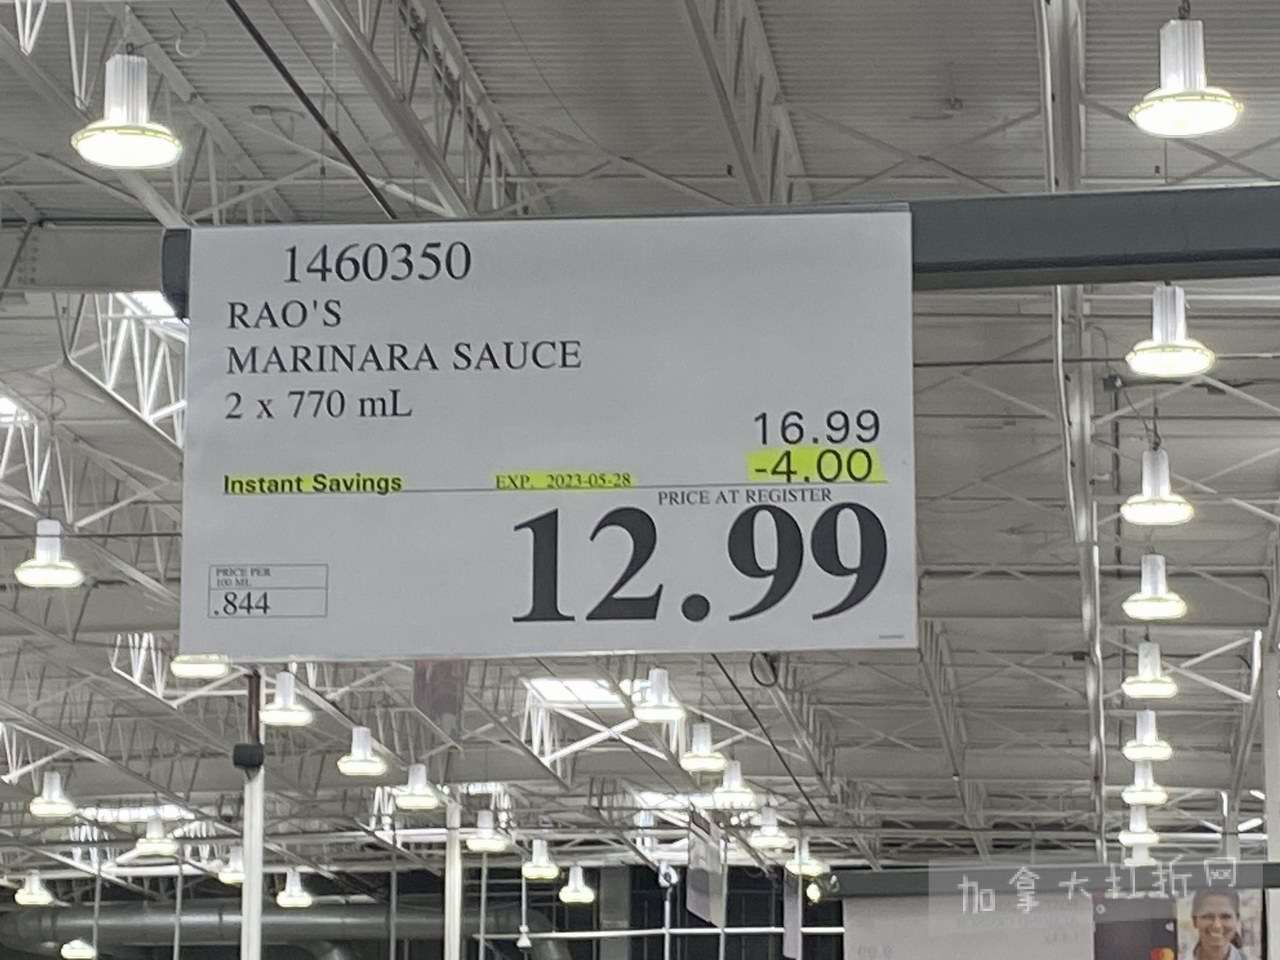 1460350
RAO'S
MARINARA SAUCE
2 x 770 mL
16.99
Instant Savings EXP. 2023-05-28 -4.00
PRICE AT REGISTER
12.99
PRICE PER
100 ML
.844
加拿大打折网